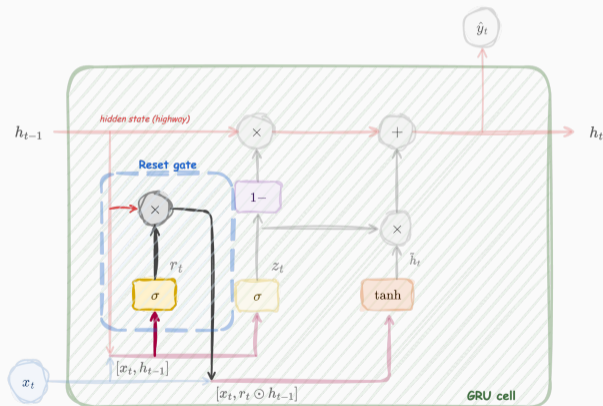 ŷₜ
hidden state (highway)
hₜ₋₁
×
+
hₜ
Reset gate
1−
×
×
rₜ
zₜ
h̃ₜ
σ
σ
tanh
[xₜ, hₜ₋₁]
xₜ
[xₜ, rₜ ⊙ hₜ₋₁]
GRU cell